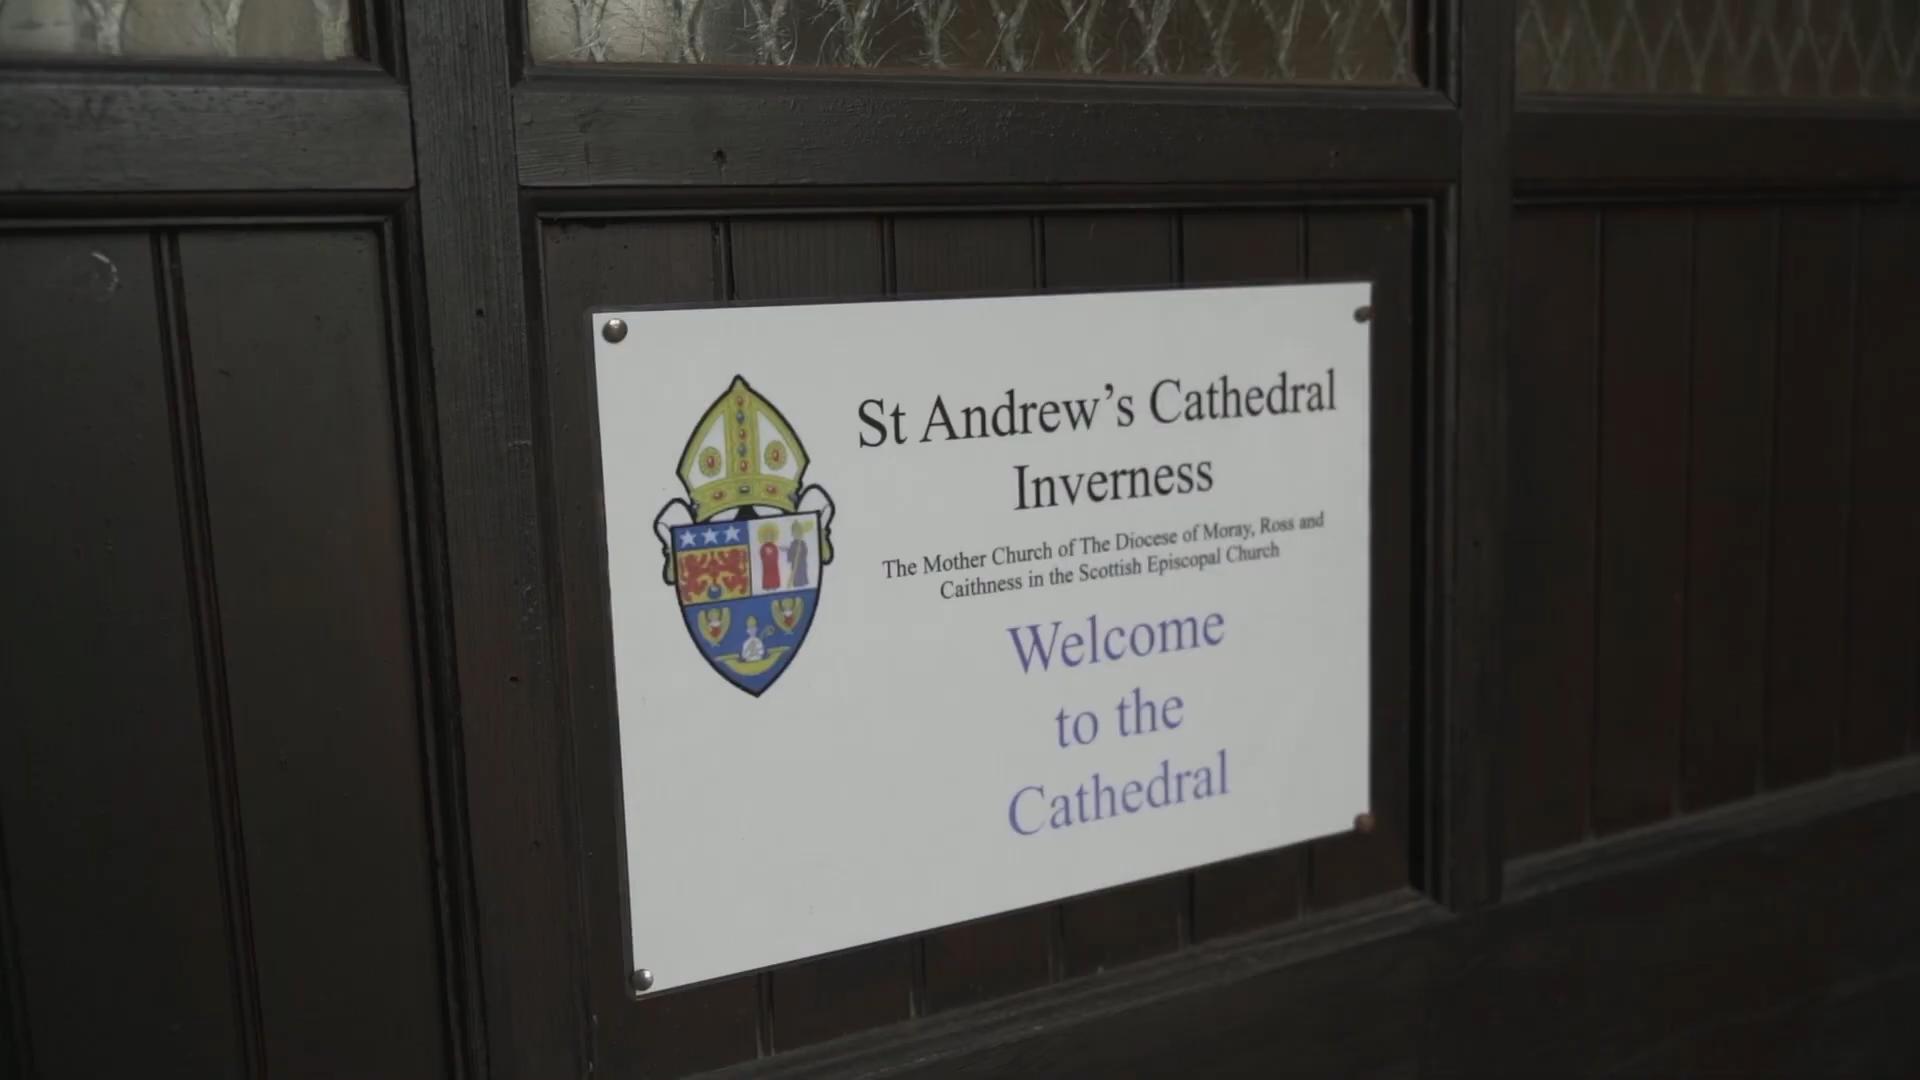 St Andrew’s Cathedral
Inverness
The Mother Church of The Diocese of Moray, Ross and
Caithness in the Scottish Episcopal Church
Welcome
to the
Cathedral